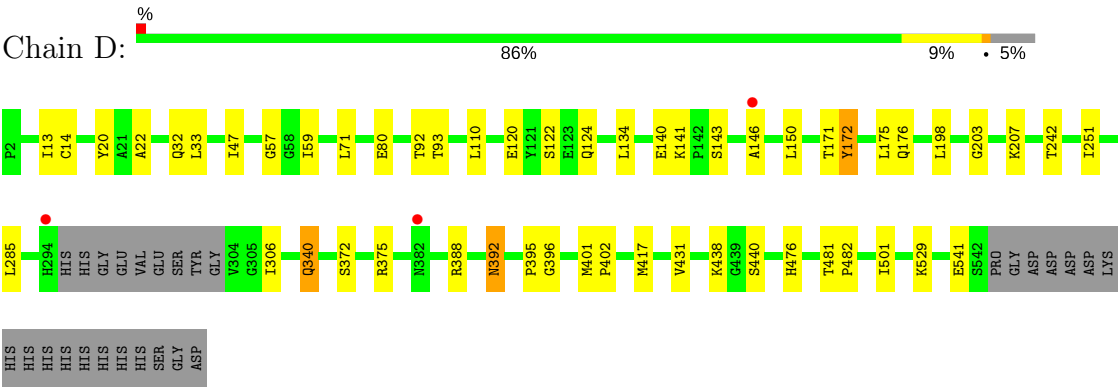 %
Chain D:
86% 9% • 5%
P2 I13 C14 Y20 A21 A22 Q32 L33 I47 G57 G58 I59 L71 E80 T92 T93 L110 E120 Y121 S122 E123 Q124 L134 E140 K141 P142 S143 A146 L150 T171 Y172 L175 Q176 L198 G203 K207 T242 I251
L285 H294 HIS HIS GLY GLU VAL GLU SER TYR GLY V304 G305 I306 Q340 S372 R375 N382 R388 N392 P395 G396 M401 P402 M417 V431 K438 G439 S440 H476 T481 P482 I501 K529 E541 S542 PRO GLY ASP ASP ASP ASP LYS
HIS HIS HIS HIS HIS HIS HIS HIS SER GLY ASP